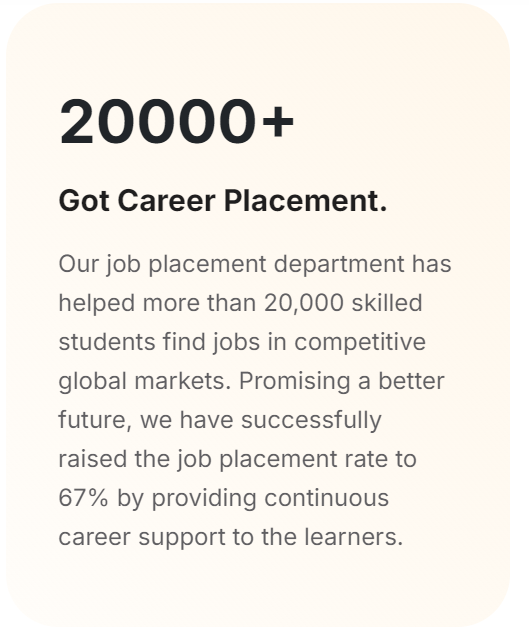 20000+
Got Career Placement.
Our job placement department has
helped more than 20,000 skilled
students find jobs in competitive
global markets. Promising a better
future, we have successfully
raised the job placement rate to
67% by providing continuous
career support to the learners.